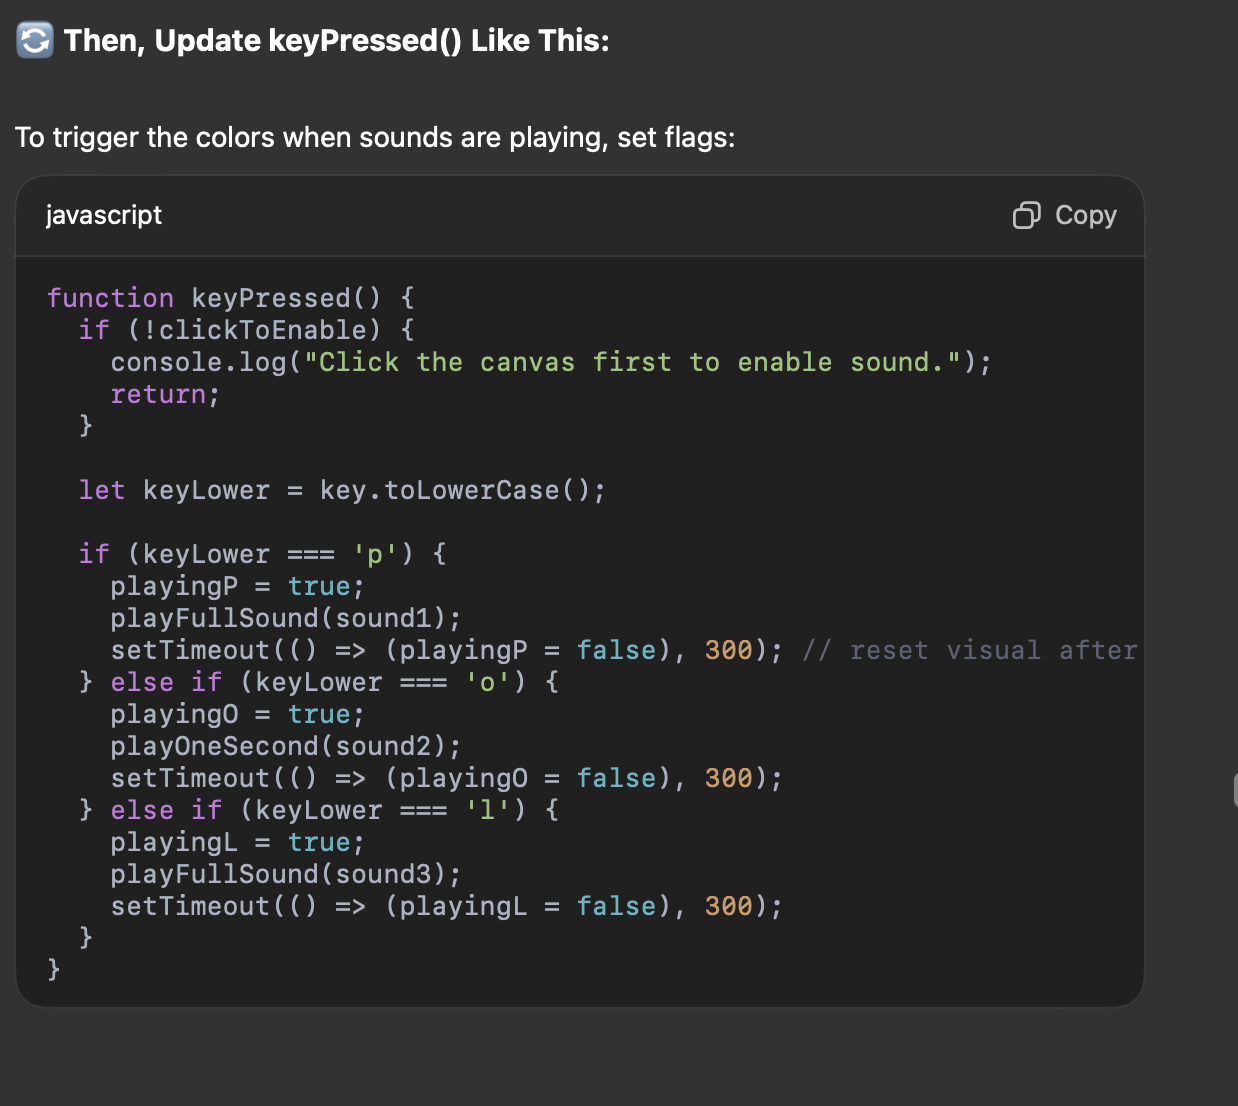 🔄 Then, Update keyPressed() Like This:
To trigger the colors when sounds are playing, set flags:
javascript
Copy
function keyPressed() {
  if (!clickToEnable) {
    console.log("Click the canvas first to enable sound.");
    return;
  }

  let keyLower = key.toLowerCase();

  if (keyLower === 'p') {
    playingP = true;
    playFullSound(sound1);
    setTimeout(() => (playingP = false), 300); // reset visual after
  } else if (keyLower === 'o') {
    playingO = true;
    playOneSecond(sound2);
    setTimeout(() => (playingO = false), 300);
  } else if (keyLower === 'l') {
    playingL = true;
    playFullSound(sound3);
    setTimeout(() => (playingL = false), 300);
  }
}